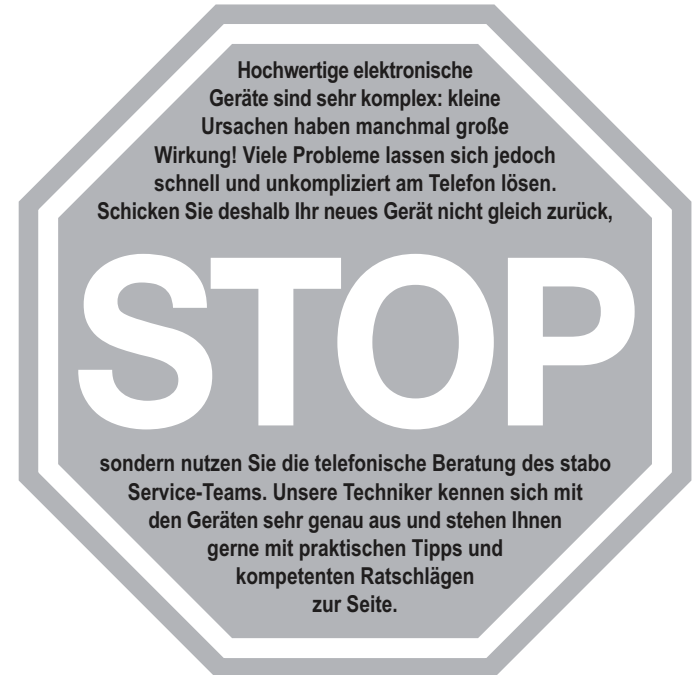 Hochwertige elektronische
Geräte sind sehr komplex: kleine
Ursachen haben manchmal große
Wirkung! Viele Probleme lassen sich jedoch
schnell und unkompliziert am Telefon lösen.
Schicken Sie deshalb Ihr neues Gerät nicht gleich zurück,
STOP
sondern nutzen Sie die telefonische Beratung des stabo
Service-Teams. Unsere Techniker kennen sich mit
den Geräten sehr genau aus und stehen Ihnen
gerne mit praktischen Tipps und
kompetenten Ratschlägen
zur Seite.